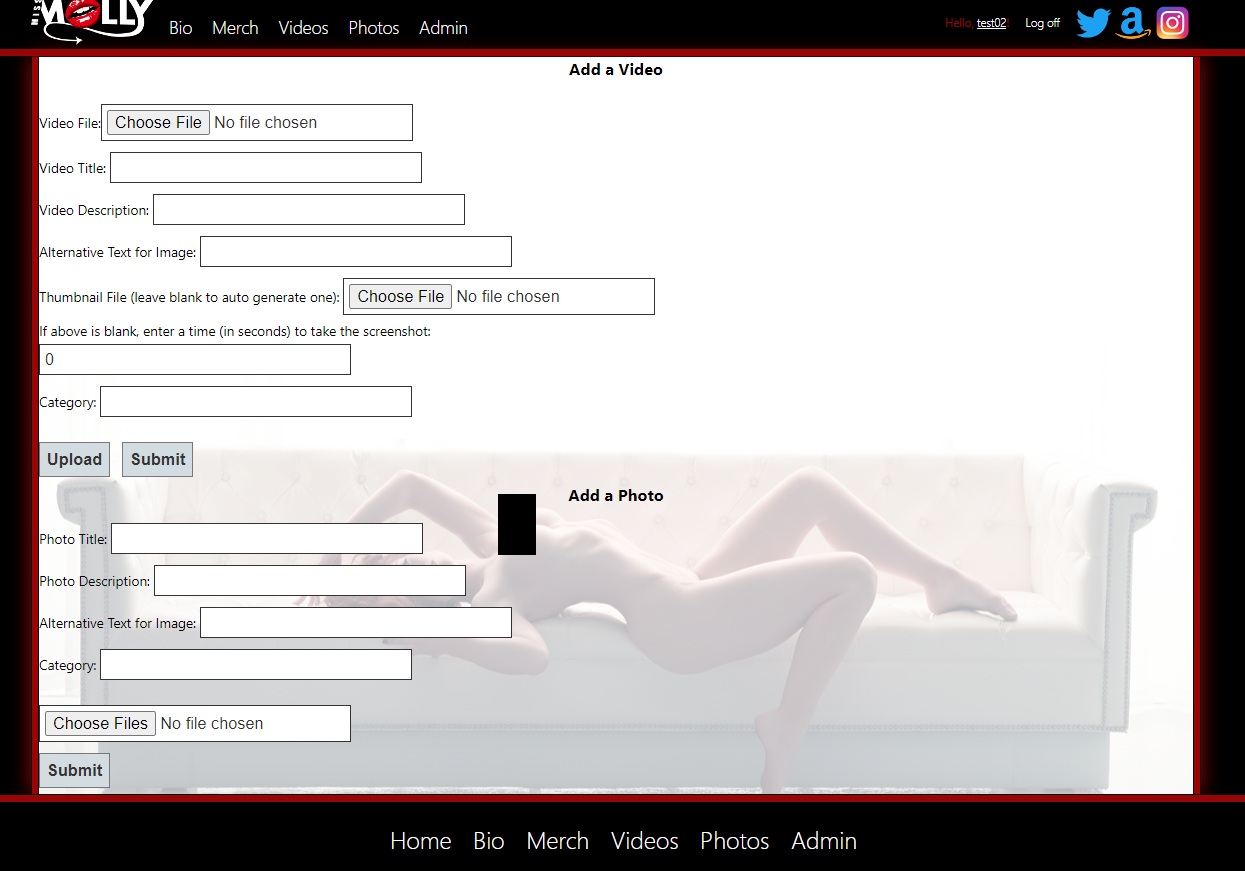 MISS
MOLLY
Bio Merch Videos Photos Admin
Hello, test02! Log off
Add a Video
Video File: Choose File No file chosen
Video Title:
Video Description:
Alternative Text for Image:
Thumbnail File (leave blank to auto generate one): Choose File No file chosen
If above is blank, enter a time (in seconds) to take the screenshot:
0
Category:
Upload Submit
Add a Photo
Photo Title:
Photo Description:
Alternative Text for Image:
Category:
Choose Files No file chosen
Submit
Home Bio Merch Videos Photos Admin